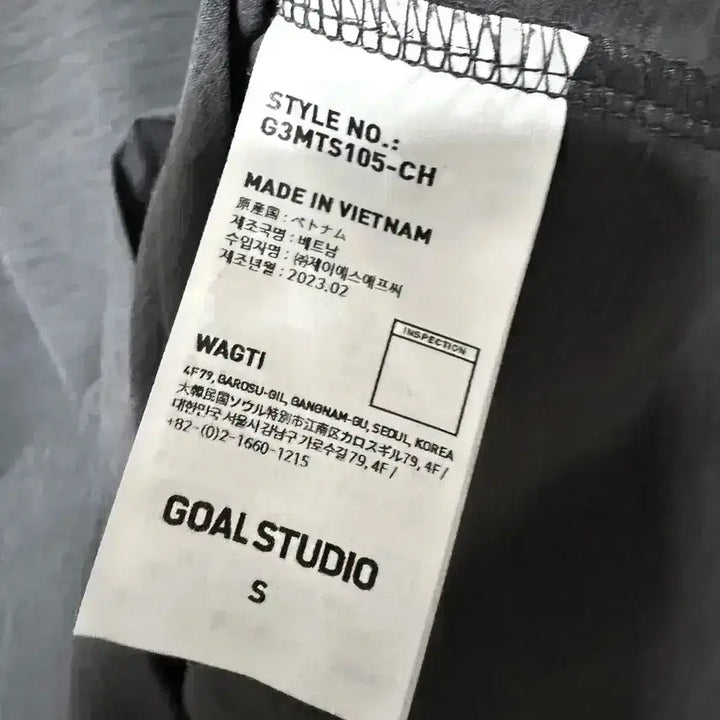 STYLE NO.:
G3MTS105-CH
MADE IN VIETNAM
原産国 : ベトナム
제조국명 : 베트남
수입자명 : ㈜제이에스에프씨
제조년월 : 2023.02
INSPECTION
WAGTI
4F79, GAROSU-GIL, GANGNAM-GU, SEOUL, KOREA
大韓民国ソウル特別市江南区カロスギル79, 4F /
대한민국 서울시 강남구 가로수길 79, 4F /
+82-(0)2-1660-1215
GOAL STUDIO
S